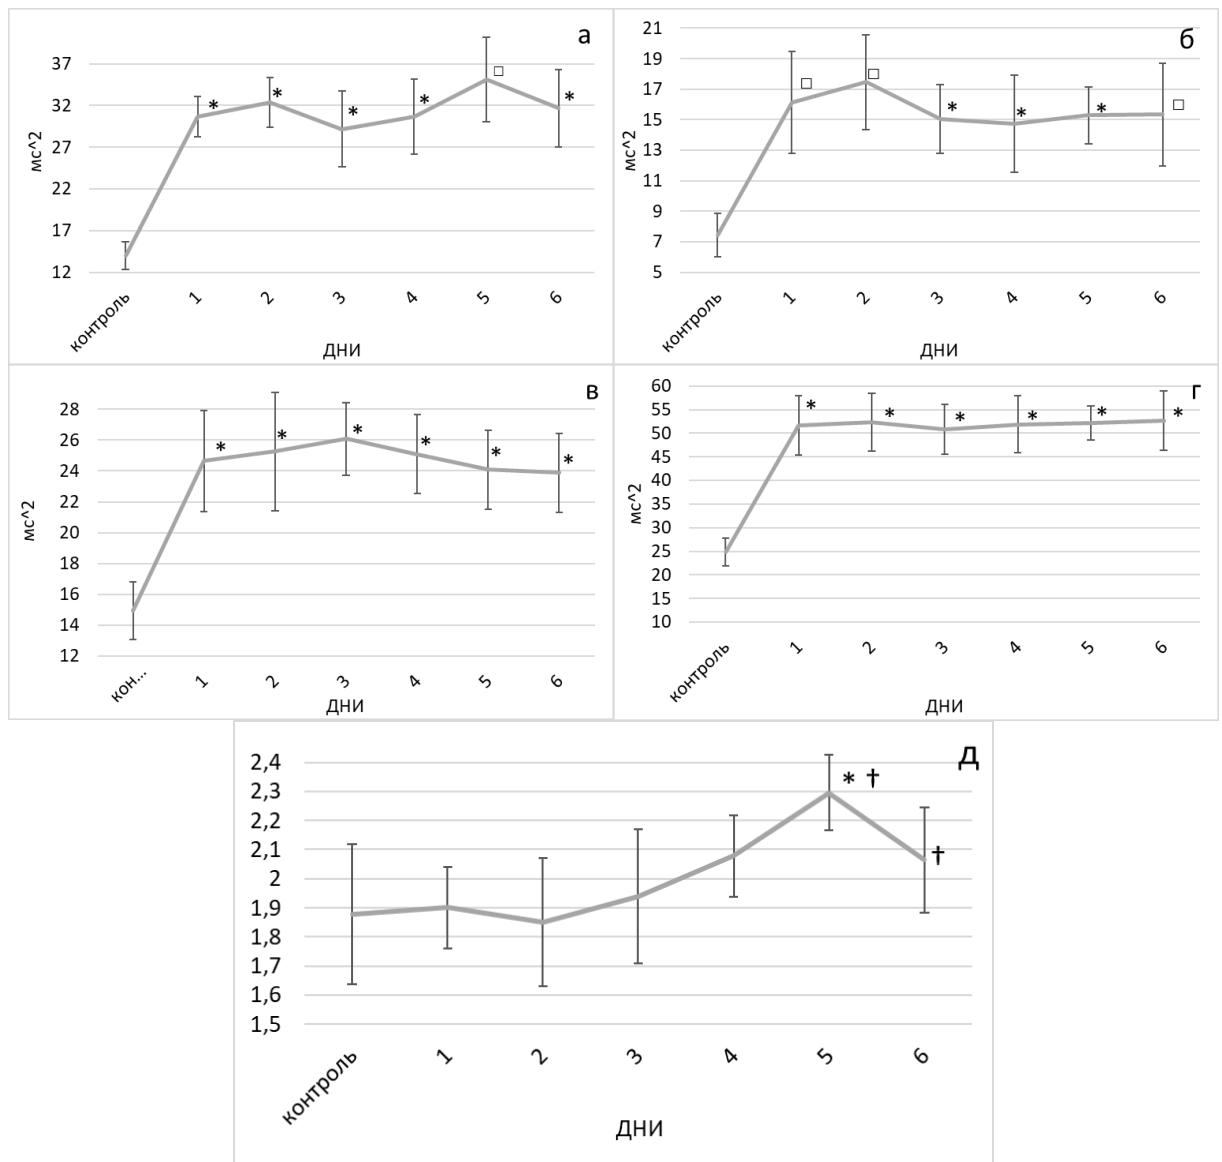 а
37
32
27
22
17
12
мс^2
контроль 1 2 3 4 5 6
* * * * □ *
ДНИ
б
21
19
17
15
13
11
9
7
5
мс^2
контроль 1 2 3 4 5 6
□ □ * * * □
ДНИ
в
28
26
24
22
20
18
16
14
12
мс^2
кон... 1 2 3 4 5 6
* * * * * *
ДНИ
г
60
55
50
45
40
35
30
25
20
15
10
мс^2
контроль 1 2 3 4 5 6
* * * * * *
ДНИ
д
2,4
2,3
2,2
2,1
2
1,9
1,8
1,7
1,6
1,5
* †
†
контроль 1 2 3 4 5 6
ДНИ